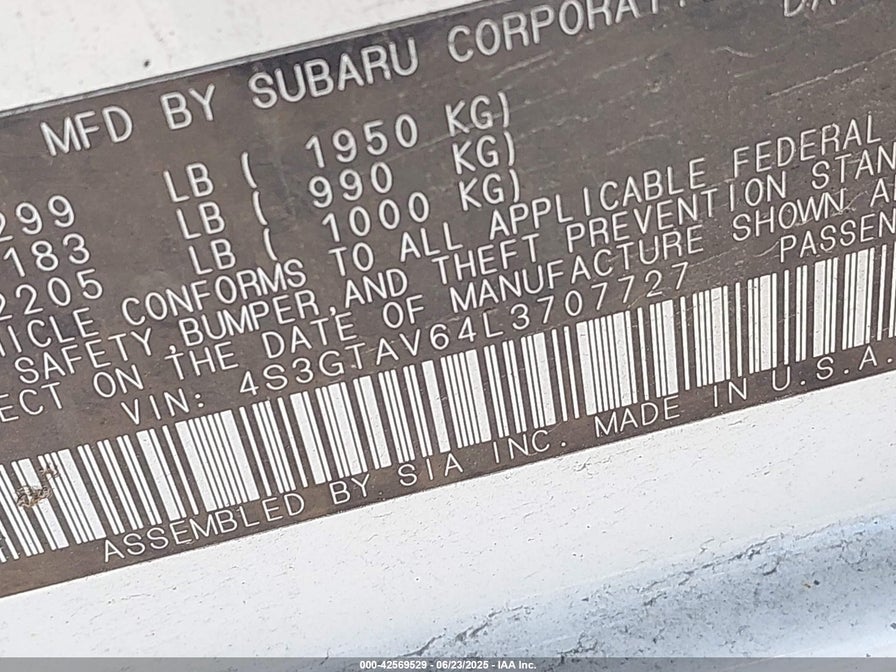 MFD BY SUBARU CORPORAT
299 LB ( 1950 KG)
183 LB ( 990 KG)
2205 LB ( 1000 KG)
CONFORMS TO ALL APPLICABLE FEDERAL
SAFETY,BUMPER,AND THEFT PREVENTION STAN
ECT ON THE DATE OF MANUFACTURE SHOWN A
VIN: 4S3GTAV64L3707727 PASSEN
ASSEMBLED BY SIA INC. MADE IN U.S.A.
000-42569529 - 06/23/2025 - IAA Inc.